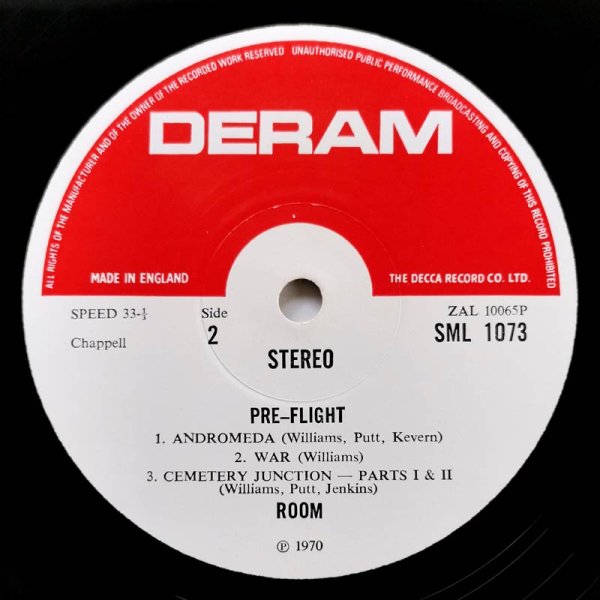 ALL RIGHTS OF THE MANUFACTURER AND OF THE OWNER OF THE RECORDED WORK RESERVED UNAUTHORISED PUBLIC PERFORMANCE BROADCASTING AND COPYING OF THIS RECORD PROHIBITED
DERAM
MADE IN ENGLAND
THE DECCA RECORD CO. LTD.
SPEED 33-⅓
Side
ZAL 10065P
Chappell
2
SML 1073
STEREO
PRE-FLIGHT
1. ANDROMEDA (Williams, Putt, Kevern)
2. WAR (Williams)
3. CEMETERY JUNCTION — PARTS I & II
(Williams, Putt, Jenkins)
ROOM
℗ 1970